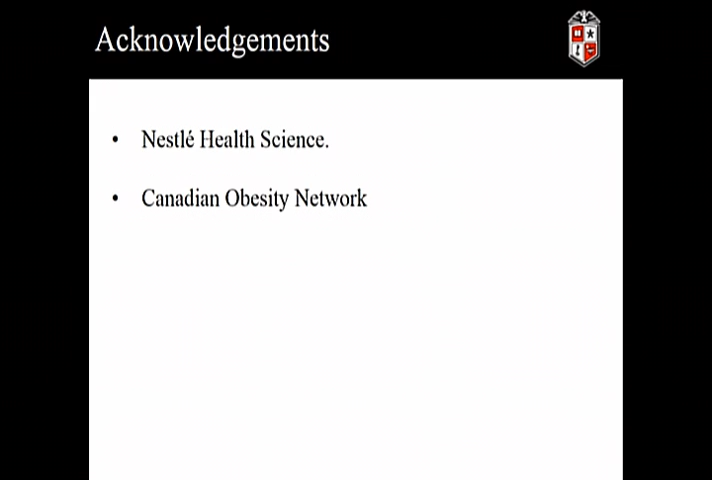 Acknowledgements
• Nestlé Health Science.
• Canadian Obesity Network